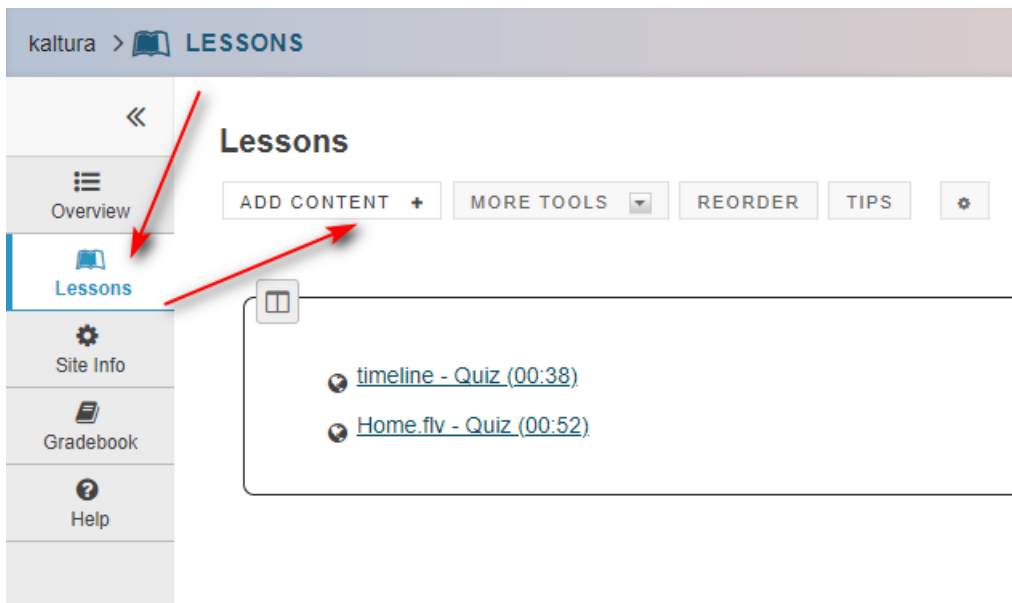 kaltura > LESSONS
«
Overview
Lessons
Site Info
Gradebook
Help
Lessons
ADD CONTENT +
MORE TOOLS
REORDER
TIPS
timeline - Quiz (00:38)
Home.flv - Quiz (00:52)